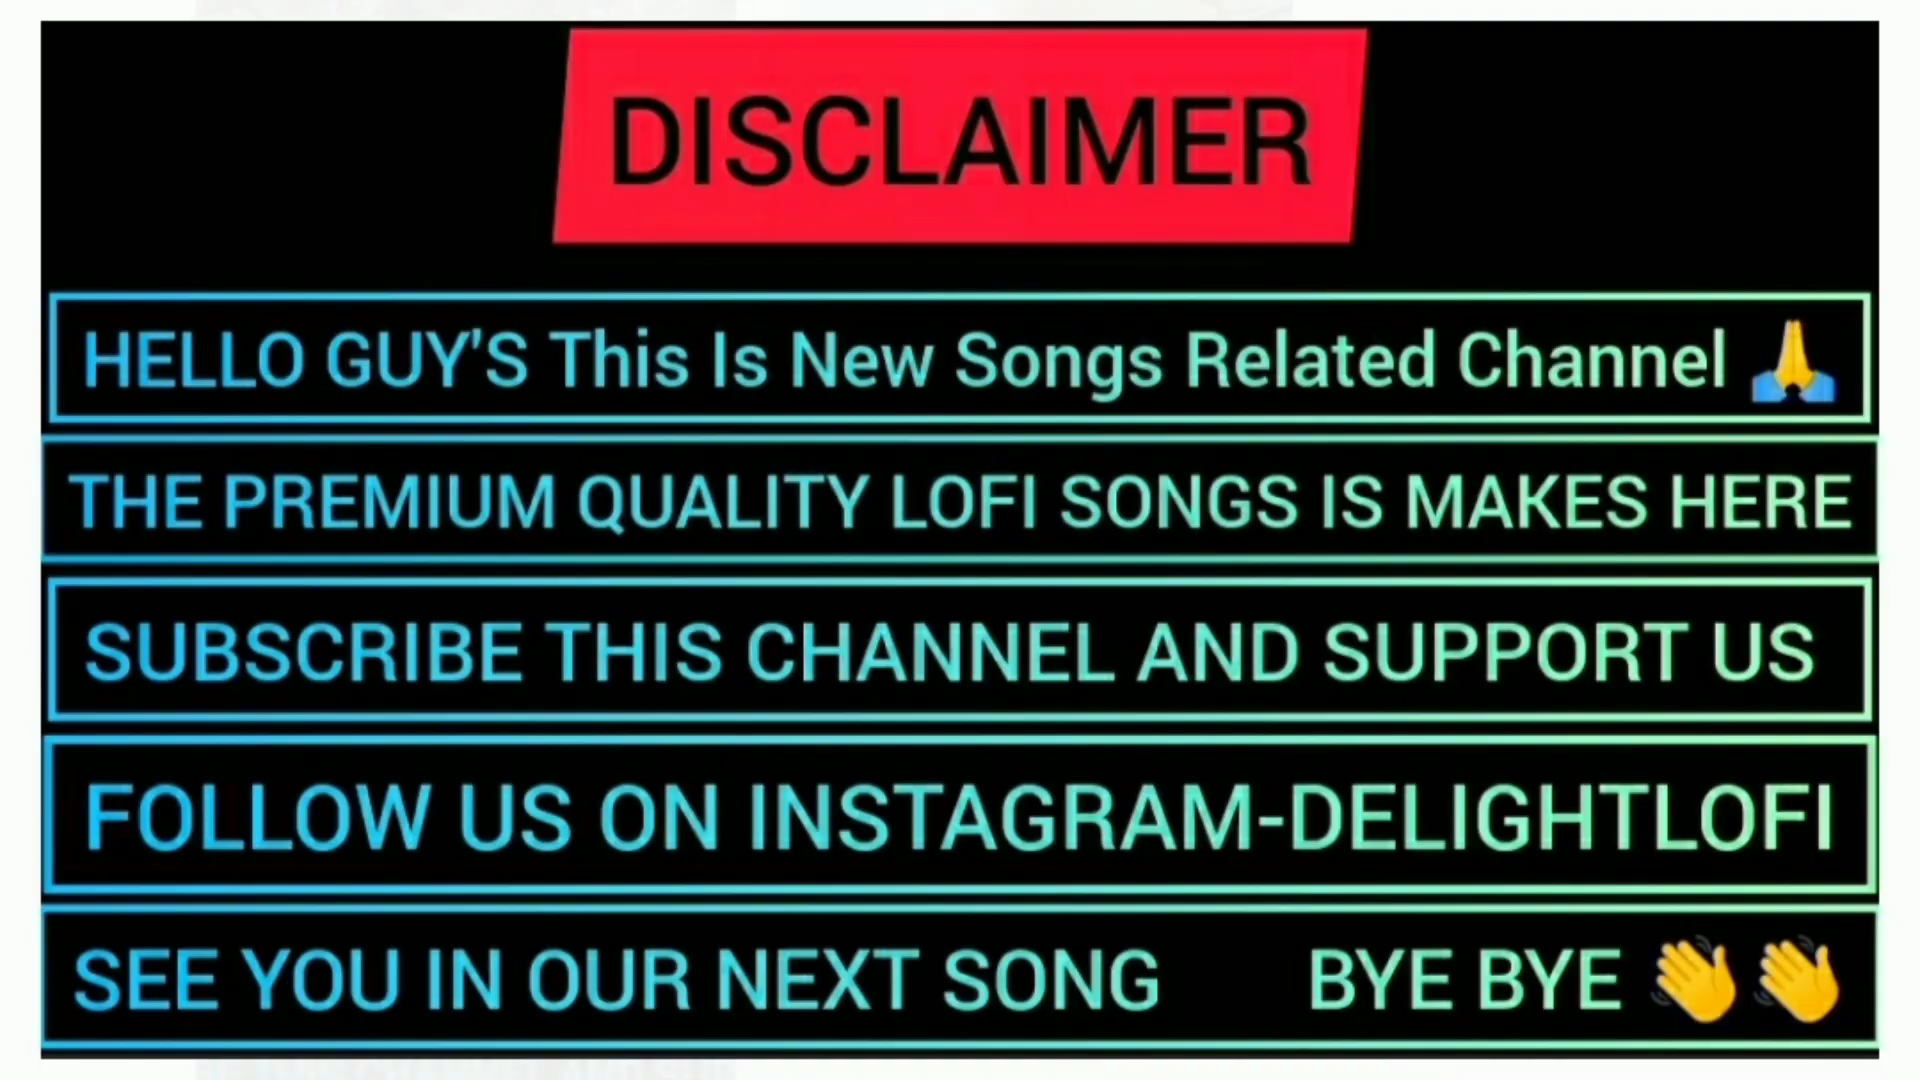 DISCLAIMER
HELLO GUY'S This Is New Songs Related Channel 🙏
THE PREMIUM QUALITY LOFI SONGS IS MAKES HERE
SUBSCRIBE THIS CHANNEL AND SUPPORT US
FOLLOW US ON INSTAGRAM-DELIGHTLOFI
SEE YOU IN OUR NEXT SONG BYE BYE 👋👋